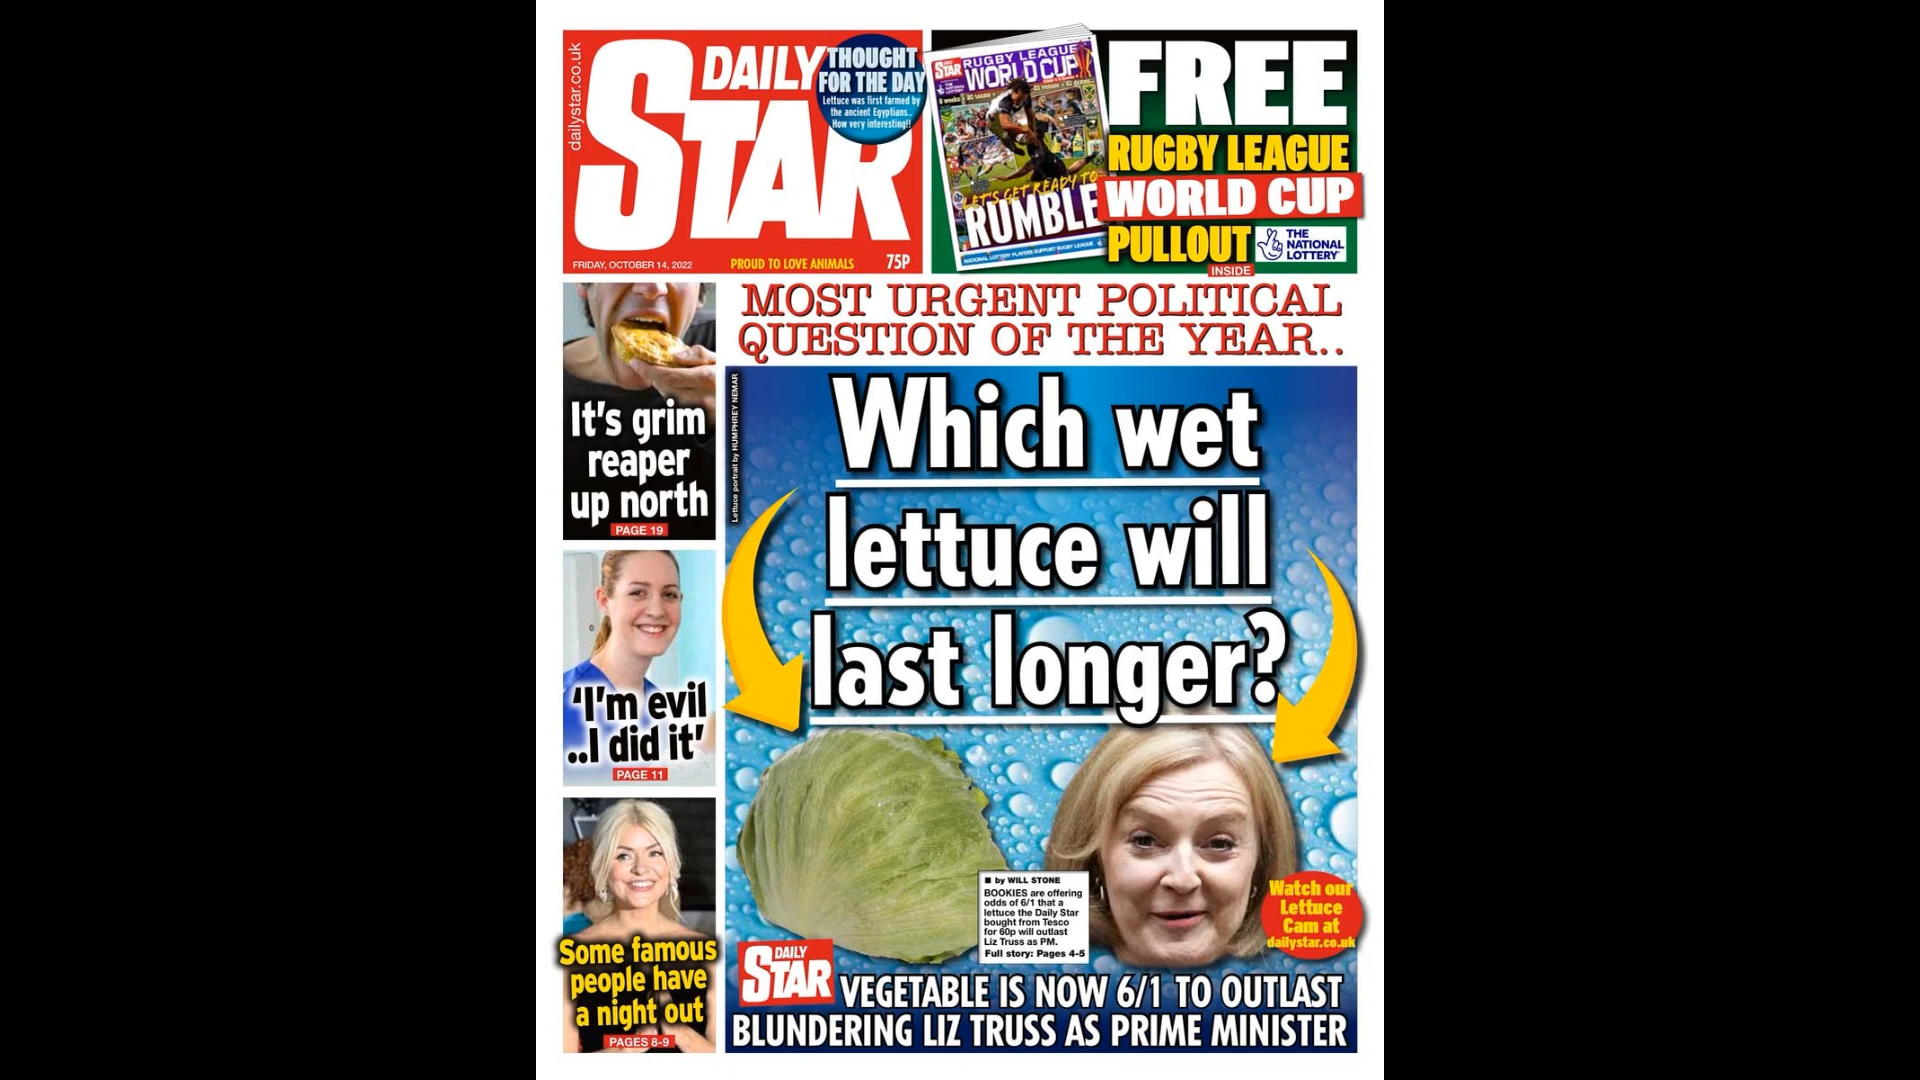 dailystar.co.uk
DAILY
STAR
THOUGHT
FOR THE DAY
Lettuce was first farmed by
the ancient Egyptians..
How very interesting!!
FRIDAY, OCTOBER 14, 2022
PROUD TO LOVE ANIMALS
75P
STAR
RUGBY LEAGUE
WORLD CUP
LET'S GET READY TO
RUMBLE
NATIONAL LOTTERY PLAYERS SUPPORT RUGBY LEAGUE
FREE
RUGBY LEAGUE
WORLD CUP
PULLOUT
INSIDE
THE
NATIONAL
LOTTERY
It's grim
reaper
up north
PAGE 19
'I'm evil
..I did it'
PAGE 11
Some famous
people have
a night out
PAGES 8-9
MOST URGENT POLITICAL
QUESTION OF THE YEAR..
Lettuce portrait by HUMPHREY NEMAR
Which wet
lettuce will
last longer?
■ by WILL STONE
BOOKIES are offering
odds of 6/1 that a
lettuce the Daily Star
bought from Tesco
for 60p will outlast
Liz Truss as PM.
Full story: Pages 4-5
Watch our
Lettuce
Cam at
dailystar.co.uk
DAILY
STAR
VEGETABLE IS NOW 6/1 TO OUTLAST
BLUNDERING LIZ TRUSS AS PRIME MINISTER